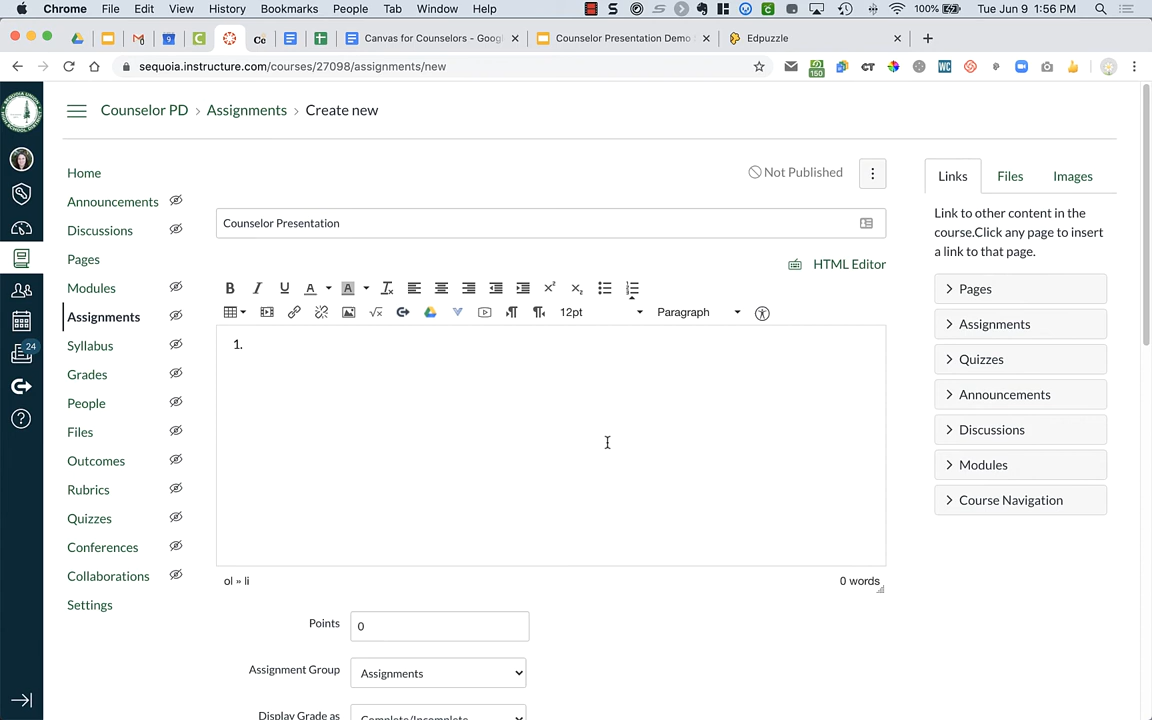 Chrome File Edit View History Bookmarks People Tab Window Help 100% Tue Jun 9 1:56 PM
Canvas for Counselors - Googl Counselor Presentation Demo Edpuzzle
sequoia.instructure.com/courses/27098/assignments/new
Counselor PD > Assignments > Create new
Home
Announcements
Discussions
Pages
Modules
Assignments
Syllabus
Grades
People
Files
Outcomes
Rubrics
Quizzes
Conferences
Collaborations
Settings
24
Not Published
Counselor Presentation
HTML Editor
12pt Paragraph
1.
ol » li 0 words
Points 0
Assignment Group Assignments
Display Grade as Complete/Incomplete
Links Files Images
Link to other content in the
course.Click any page to insert
a link to that page.
Pages
Assignments
Quizzes
Announcements
Discussions
Modules
Course Navigation